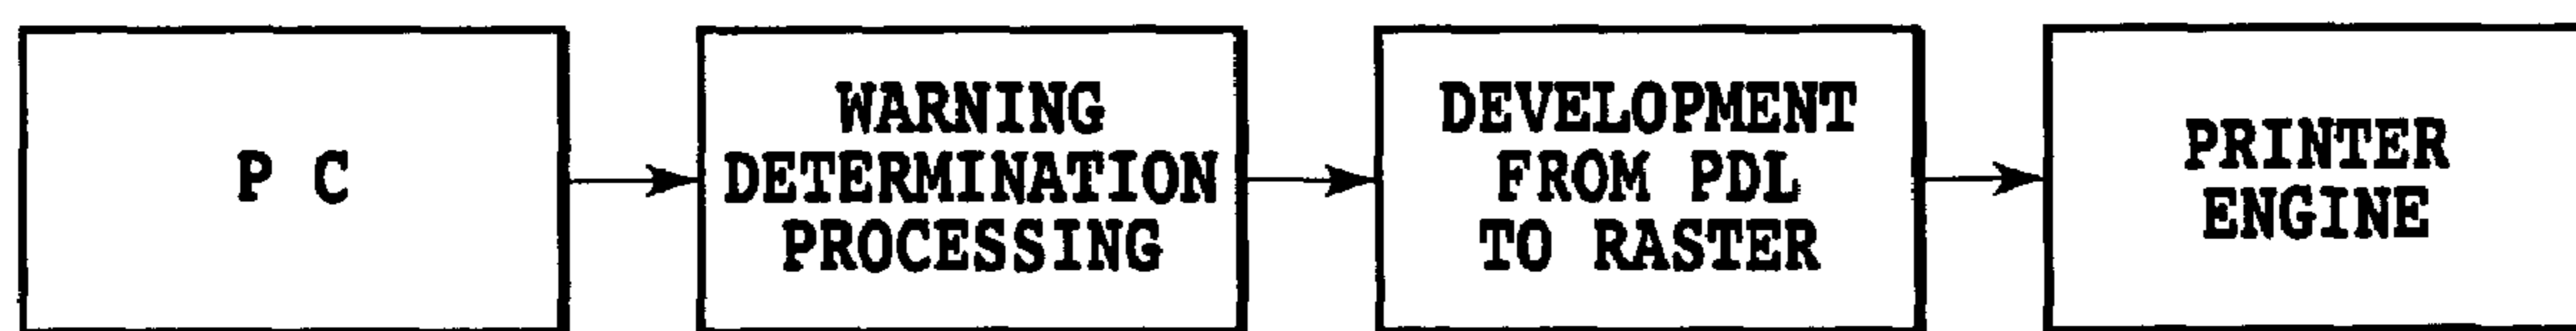 P C
WARNING
DETERMINATION
PROCESSING
DEVELOPMENT
FROM PDL
TO RASTER
PRINTER
ENGINE